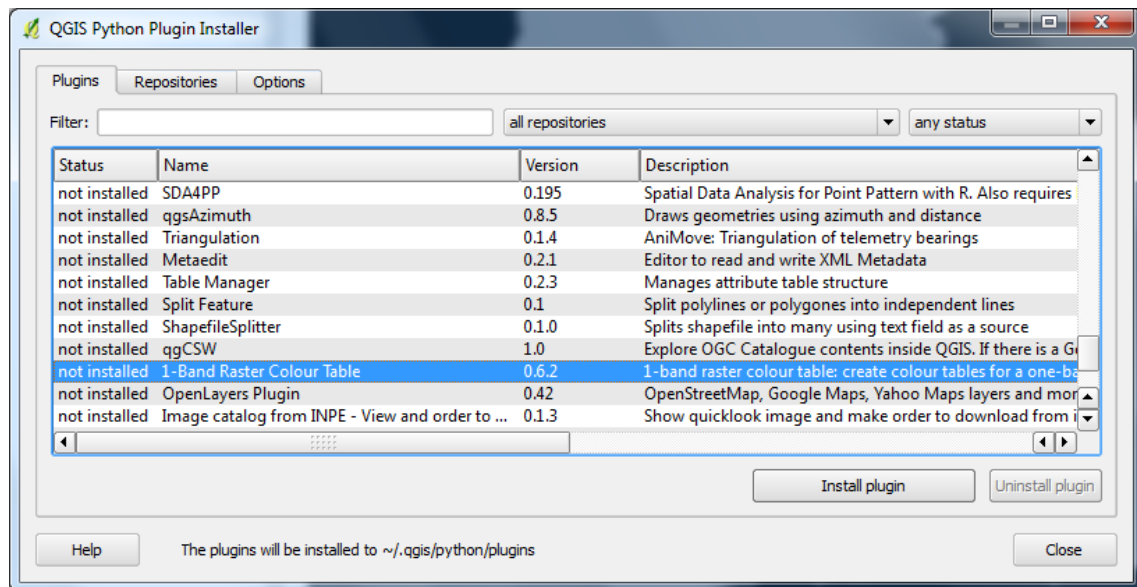 QGIS Python Plugin Installer
Plugins Repositories Options
Filter: all repositories any status
Status Name Version Description
not installed SDA4PP 0.195 Spatial Data Analysis for Point Pattern with R. Also requires
not installed qgsAzimuth 0.8.5 Draws geometries using azimuth and distance
not installed Triangulation 0.1.4 AniMove: Triangulation of telemetry bearings
not installed Metaedit 0.2.1 Editor to read and write XML Metadata
not installed Table Manager 0.2.3 Manages attribute table structure
not installed Split Feature 0.1 Split polylines or polygones into independent lines
not installed ShapefileSplitter 0.1.0 Splits shapefile into many using text field as a source
not installed qgCSW 1.0 Explore OGC Catalogue contents inside QGIS. If there is a
not installed 1-Band Raster Colour Table 0.6.2 1-band raster colour table: create colour tables for a one-ba
not installed OpenLayers Plugin 0.42 OpenStreetMap, Google Maps, Yahoo Maps layers and mor
not installed Image catalog from INPE - View and order to ... 0.1.3 Show quicklook image and make order to download from i
Install plugin Uninstall plugin
Help The plugins will be installed to ~/.qgis/python/plugins Close